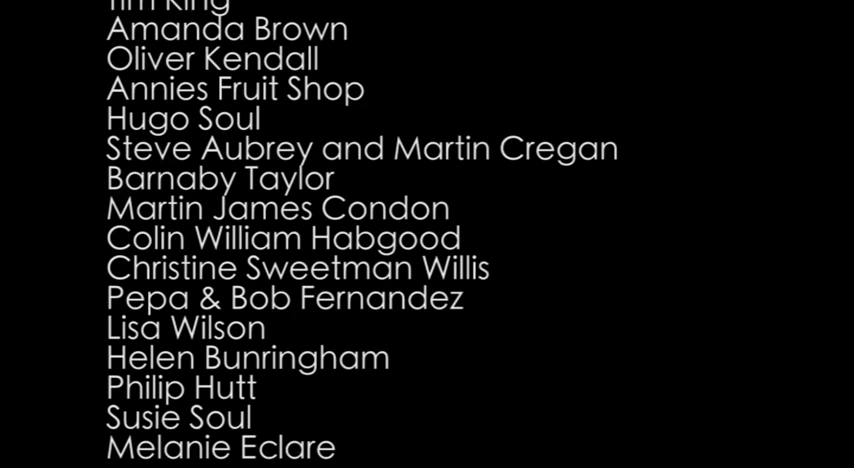 Tim King
Amanda Brown
Oliver Kendall
Annies Fruit Shop
Hugo Soul
Steve Aubrey and Martin Cregan
Barnaby Taylor
Martin James Condon
Colin William Habgood
Christine Sweetman Willis
Pepa & Bob Fernandez
Lisa Wilson
Helen Bunringham
Philip Hutt
Susie Soul
Melanie Eclare